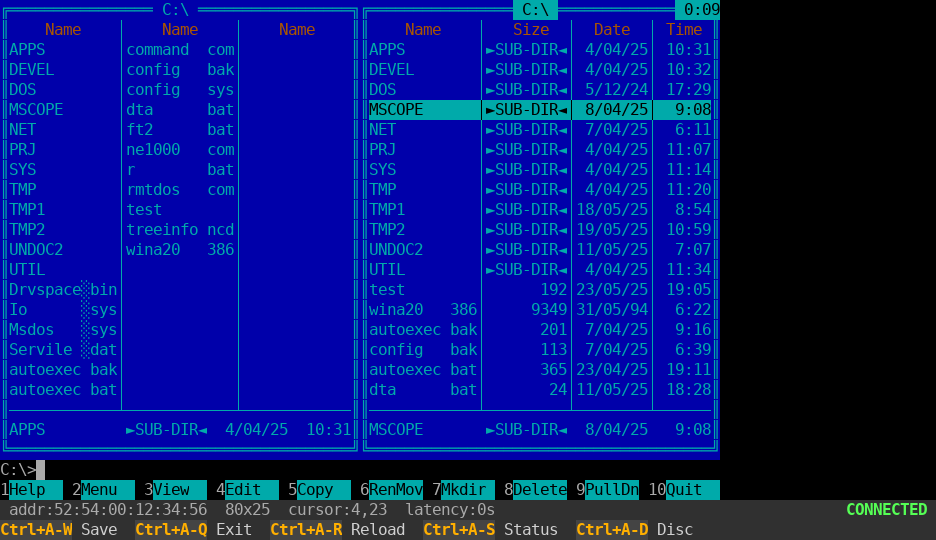 C:\ C:\ 0:09
Name Name Name Name Size Date Time
APPS command com APPS ►SUB-DIR◄ 4/04/25 10:31
DEVEL config bak DEVEL ►SUB-DIR◄ 4/04/25 10:32
DOS config sys DOS ►SUB-DIR◄ 5/12/24 17:29
MSCOPE dta bat MSCOPE ►SUB-DIR◄ 8/04/25 9:08
NET ft2 bat NET ►SUB-DIR◄ 7/04/25 6:11
PRJ ne1000 com PRJ ►SUB-DIR◄ 4/04/25 11:07
SYS r bat SYS ►SUB-DIR◄ 4/04/25 11:14
TMP rmtdos com TMP ►SUB-DIR◄ 4/04/25 11:20
TMP1 test TMP1 ►SUB-DIR◄ 18/05/25 8:54
TMP2 treeinfo ncd TMP2 ►SUB-DIR◄ 19/05/25 10:59
UNDOC2 wina20 386 UNDOC2 ►SUB-DIR◄ 11/05/25 7:07
UTIL UTIL ►SUB-DIR◄ 4/04/25 11:34
Drvspace░bin test 192 23/05/25 19:05
Io ░sys wina20 386 9349 31/05/94 6:22
Msdos ░sys autoexec bak 201 7/04/25 9:16
Servile ░dat config bak 113 7/04/25 6:39
autoexec bak autoexec bat 365 23/04/25 19:11
autoexec bat dta bat 24 11/05/25 18:28
APPS ►SUB-DIR◄ 4/04/25 10:31 MSCOPE ►SUB-DIR◄ 8/04/25 9:08
C:\>
1Help 2Menu 3View 4Edit 5Copy 6RenMov 7Mkdir 8Delete 9PullDn 10Quit
addr:52:54:00:12:34:56 80x25 cursor:4,23 latency:0s CONNECTED
Ctrl+A-W Save Ctrl+A-Q Exit Ctrl+A-R Reload Ctrl+A-S Status Ctrl+A-D Disc